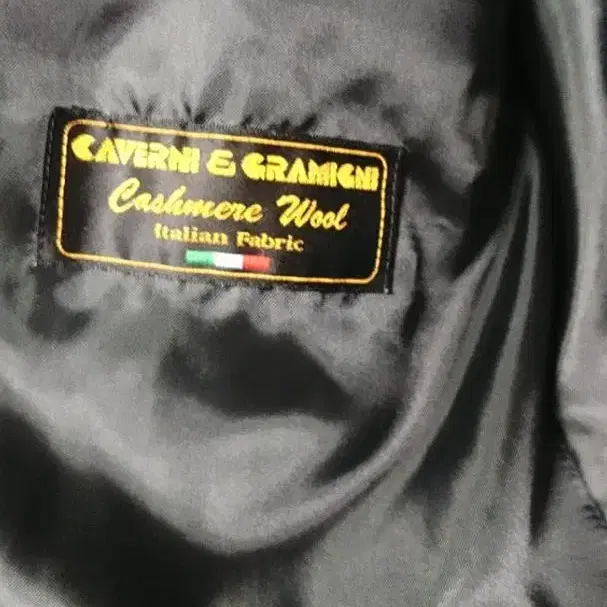 CAVERNI & GRAMIGNI
Cashmere Wool
Italian Fabric